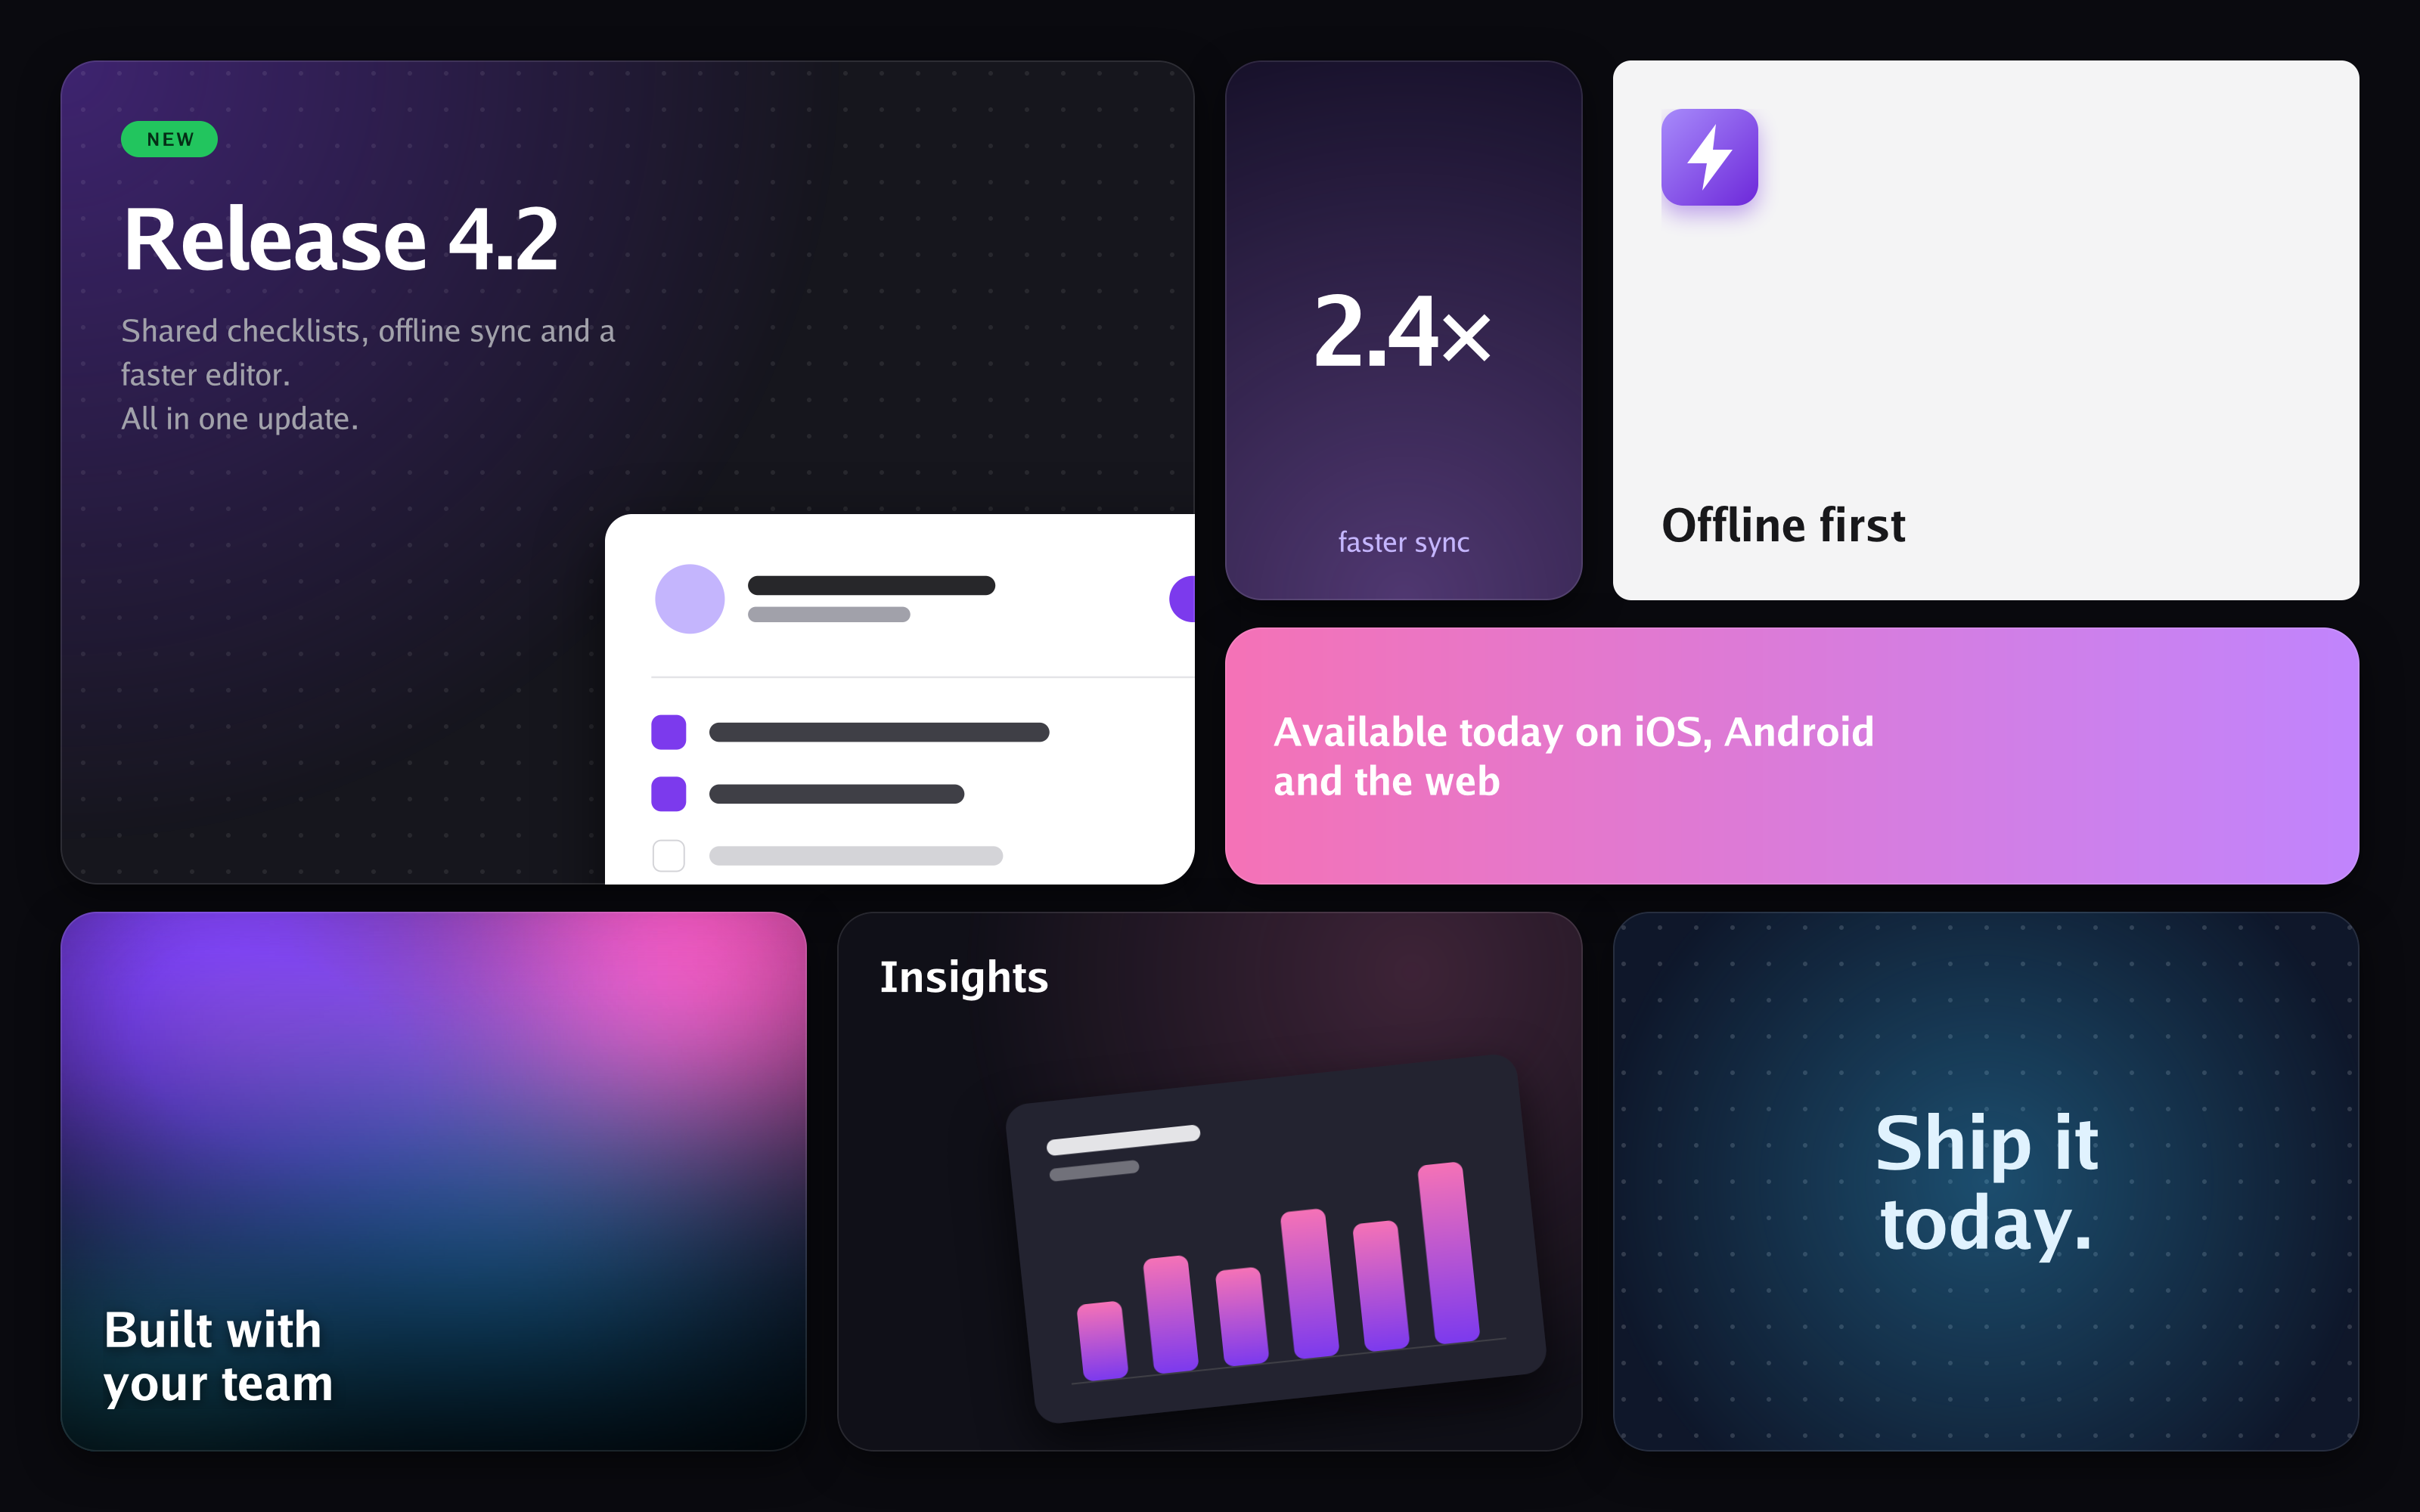 NEW
Release 4.2
Shared checklists, offline sync and a
faster editor.
All in one update.
2.4×
faster sync
Offline first
Available today on iOS, Android
and the web
Built with
your team
Insights
Ship it
today.